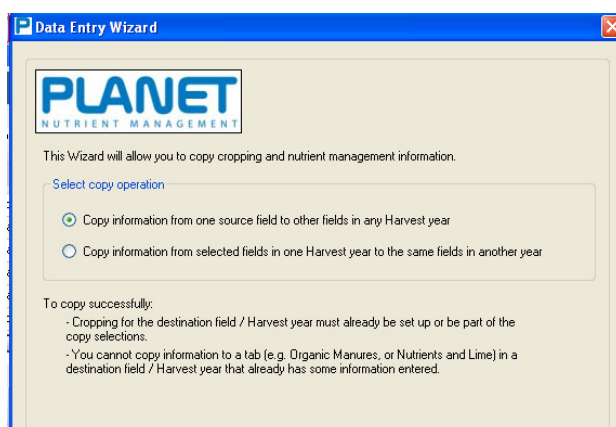 Data Entry Wizard
PLANET
NUTRIENT MANAGEMENT
This Wizard will allow you to copy cropping and nutrient management information.
Select copy operation
Copy information from one source field to other fields in any Harvest year
Copy information from selected fields in one Harvest year to the same fields in another year
To copy successfully:
- Cropping for the destination field / Harvest year must already be set up or be part of the
copy selections.
- You cannot copy information to a tab (e.g. Organic Manures, or Nutrients and Lime) in a
destination field / Harvest year that already has some information entered.